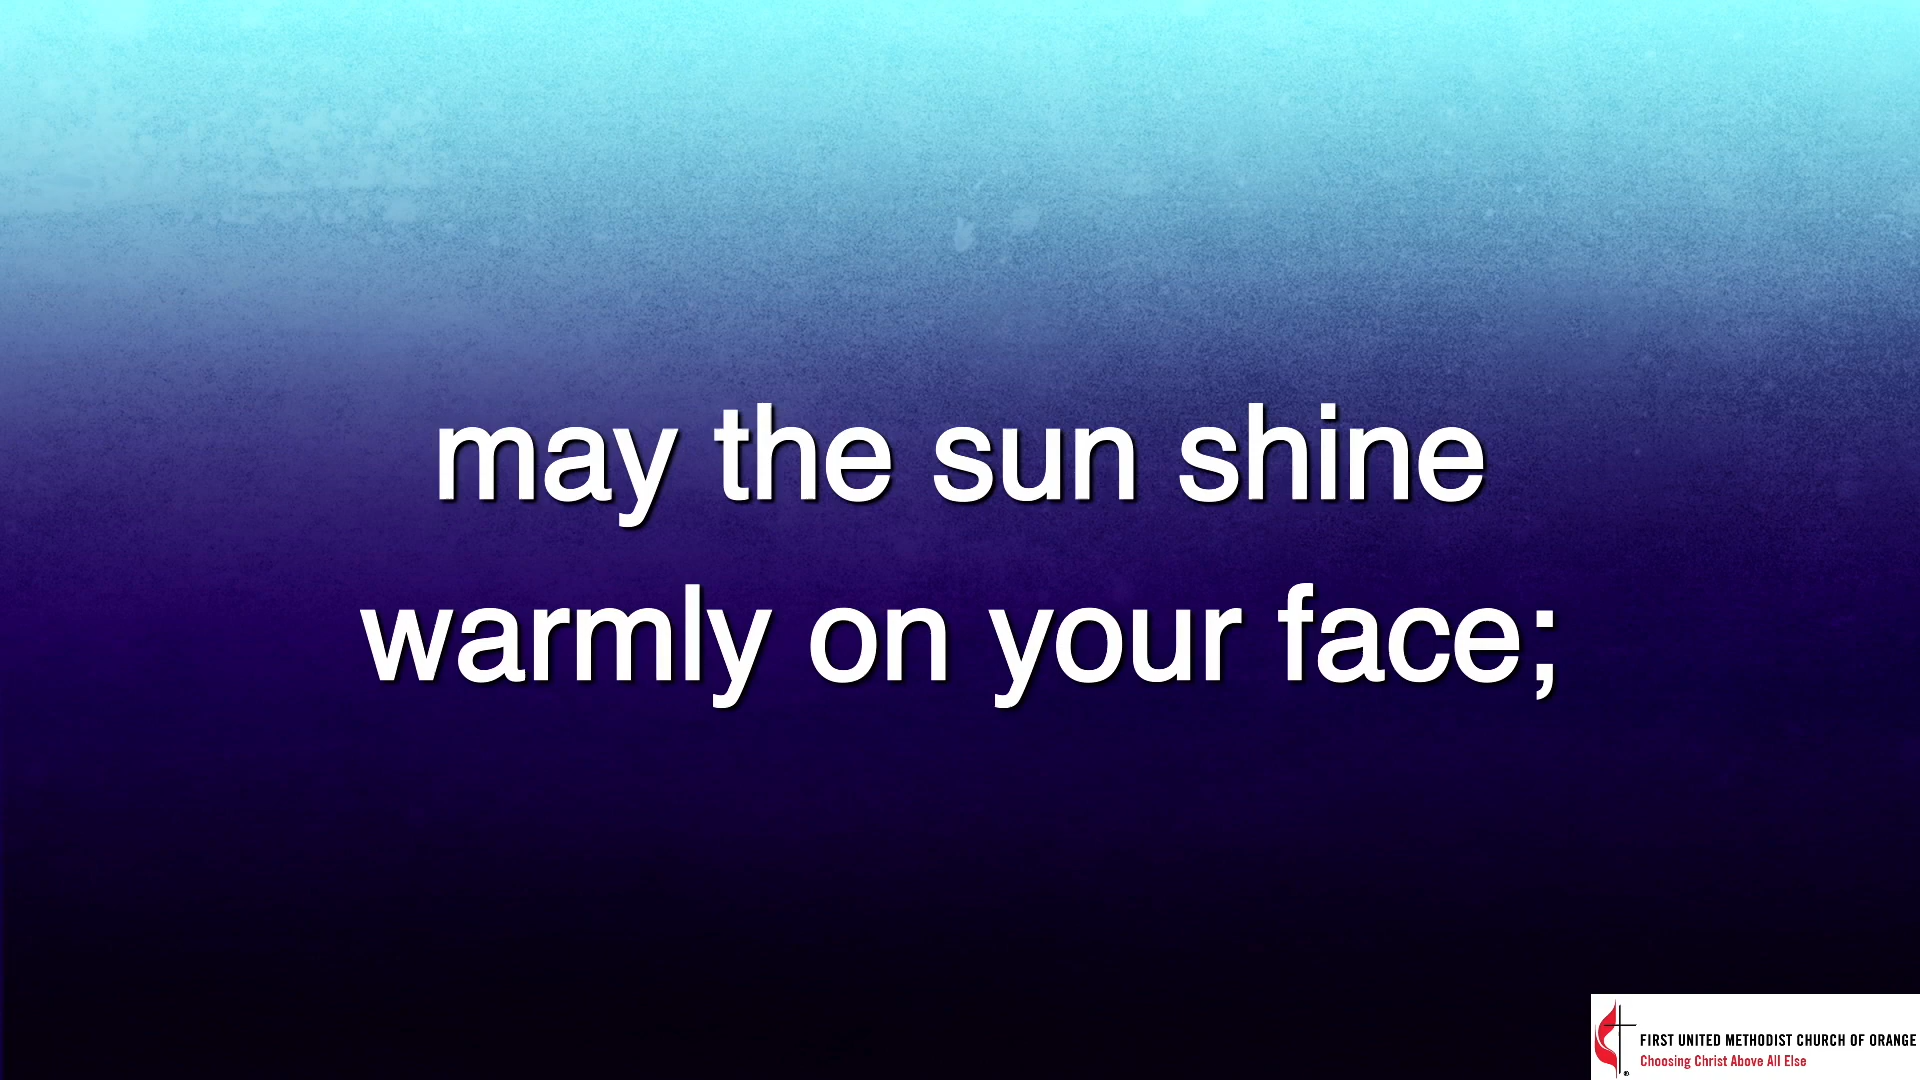 may the sun shine
warmly on your face;
FIRST UNITED METHODIST CHURCH OF ORANGE
Choosing Christ Above All Else
®